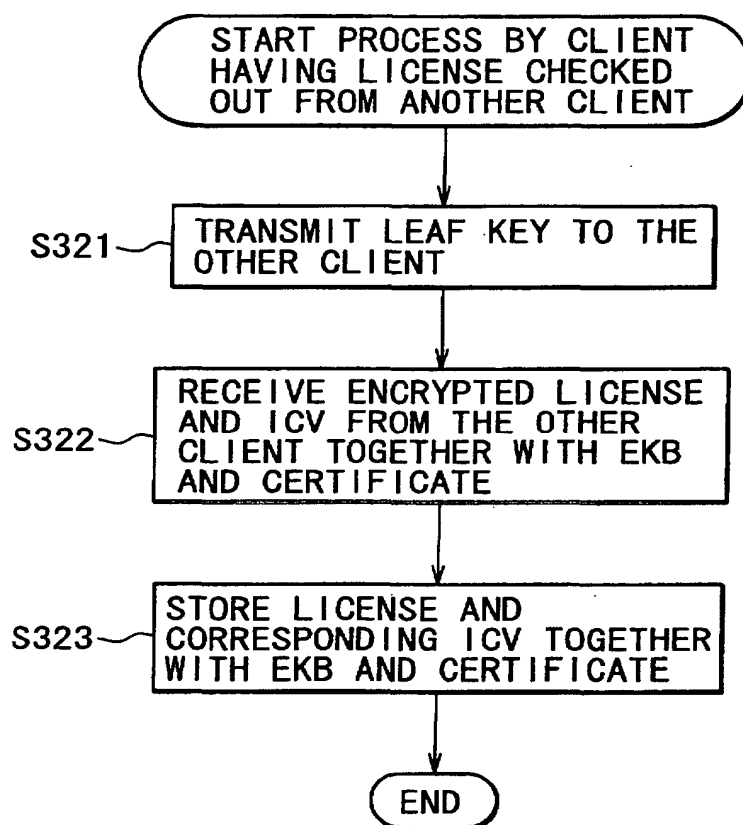 START PROCESS BY CLIENT
HAVING LICENSE CHECKED
OUT FROM ANOTHER CLIENT
S321
TRANSMIT LEAF KEY TO THE
OTHER CLIENT
S322
RECEIVE ENCRYPTED LICENSE
AND ICV FROM THE OTHER
CLIENT TOGETHER WITH EKB
AND CERTIFICATE
S323
STORE LICENSE AND
CORRESPONDING ICV TOGETHER
WITH EKB AND CERTIFICATE
END